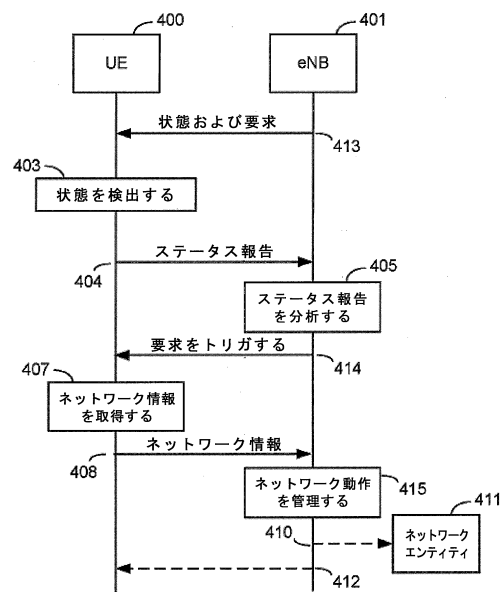 400
401
UE
eNB
状態および要求
413
403
状態を検出する
ステータス報告
404
405
ステータス報告
を分析する
要求をトリガする
414
407
ネットワーク情報
を取得する
ネットワーク情報
408
ネットワーク動作
を管理する
415
411
410
ネットワーク
エンティティ
412